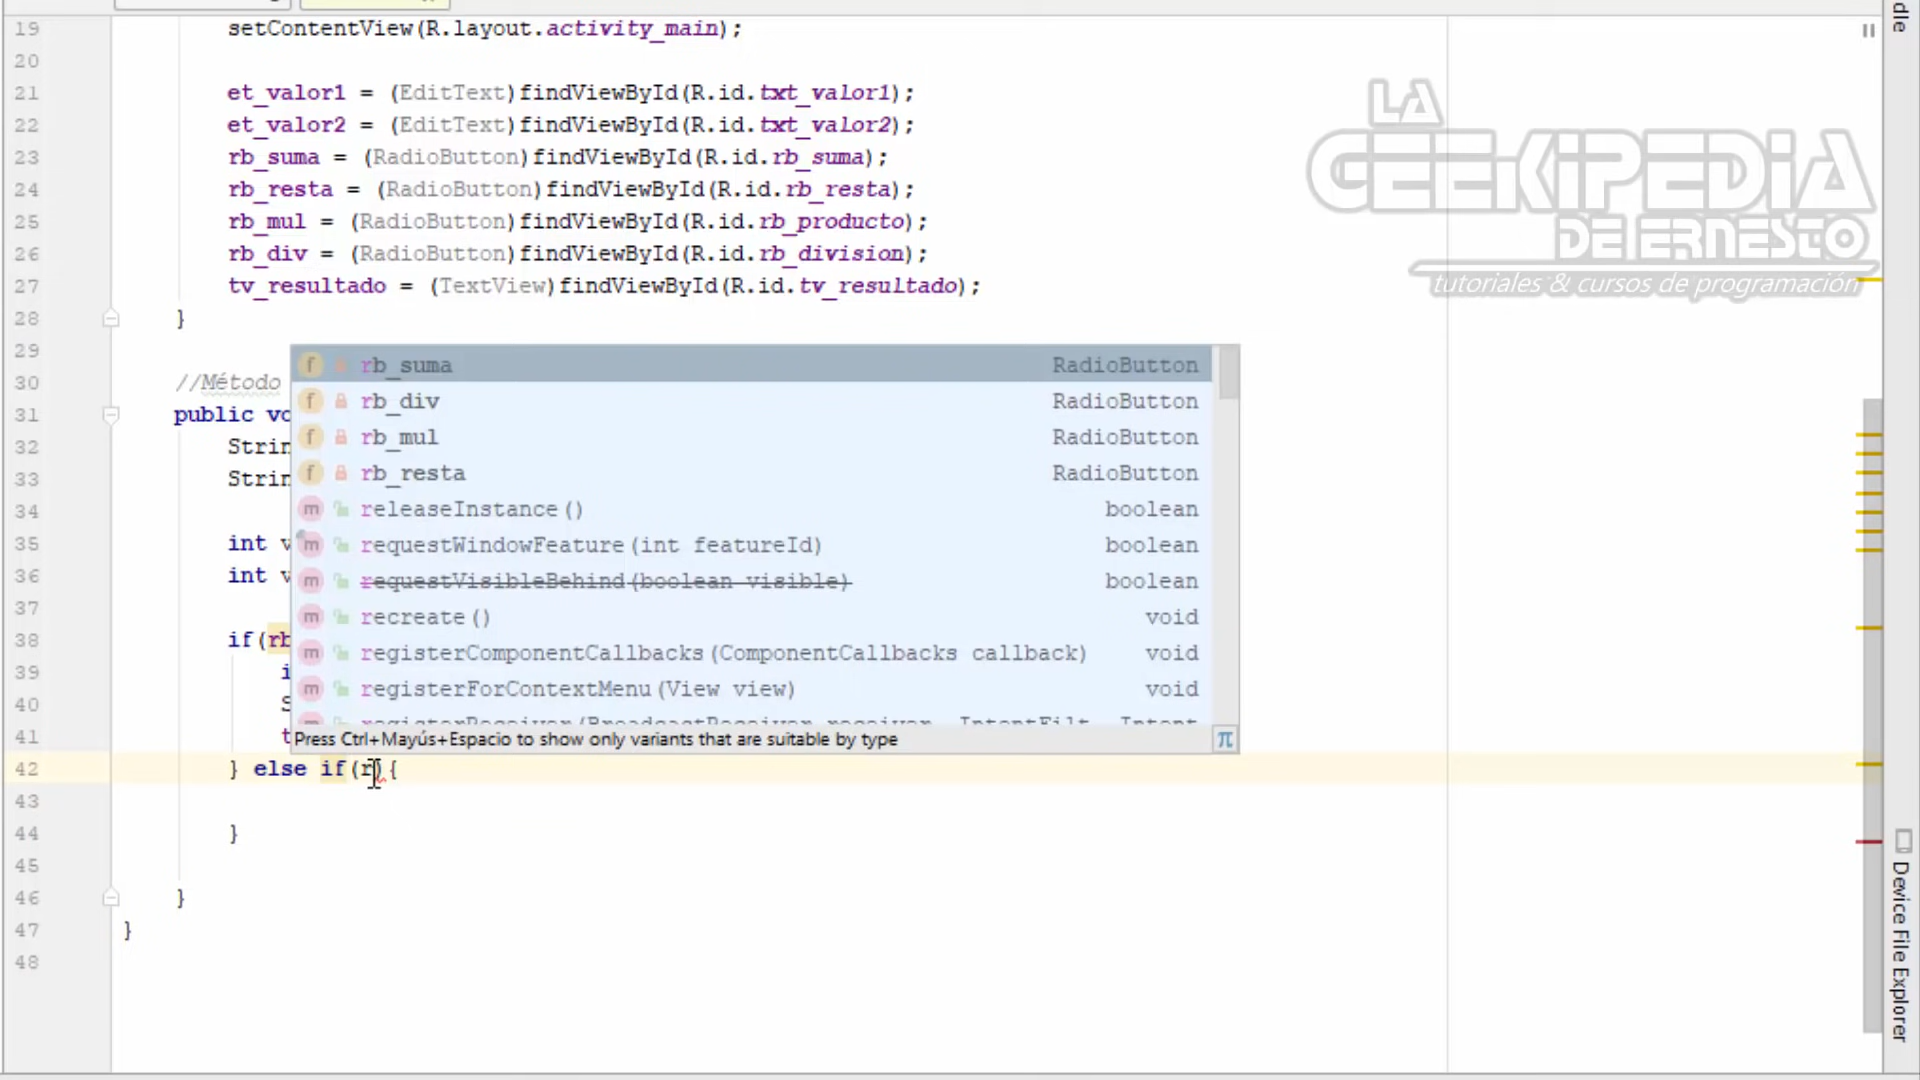 19 setContentView(R.layout.activity_main);
20
21 et_valor1 = (EditText)findViewById(R.id.txt_valor1);
22 et_valor2 = (EditText)findViewById(R.id.txt_valor2);
23 rb_suma = (RadioButton)findViewById(R.id.rb_suma);
24 rb_resta = (RadioButton)findViewById(R.id.rb_resta);
25 rb_mul = (RadioButton)findViewById(R.id.rb_producto);
26 rb_div = (RadioButton)findViewById(R.id.rb_division);
27 tv_resultado = (TextView)findViewById(R.id.tv_resultado);
28 }
29
30 //Método
31 public vo
32 Strin
33 Strin
34
35 int v
36 int v
37
38 if(rb
39 i
40 S
41 t
42 } else if(r){
43
44 }
45
46 }
47 }
48
f rb_suma RadioButton
f rb_div RadioButton
f rb_mul RadioButton
f rb_resta RadioButton
m releaseInstance() boolean
m requestWindowFeature(int featureId) boolean
m requestVisibleBehind(boolean visible) boolean
m recreate() void
m registerComponentCallbacks(ComponentCallbacks callback) void
m registerForContextMenu(View view) void
m registerReceiver(BroadcastReceiver receiver, IntentFilt… Intent
Press Ctrl+Mayús+Espacio to show only variants that are suitable by type π
LA
GEEKIPEDIA
DE ERNESTO
tutoriales & cursos de programación
dle
Device File Explorer